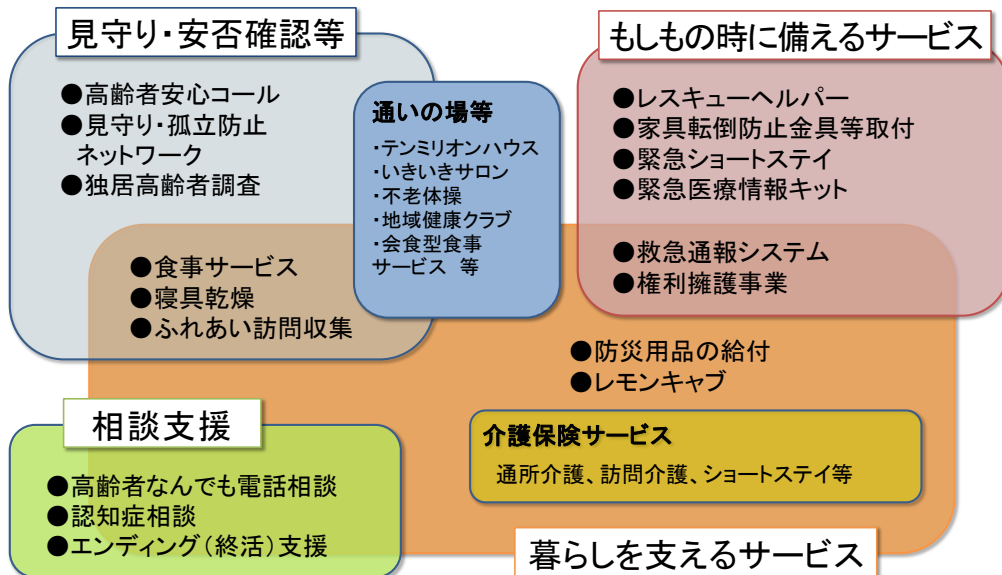 見守り・安否確認等
●高齢者安心コール
●見守り・孤立防止
ネットワーク
●独居高齢者調査
●食事サービス
●寝具乾燥
●ふれあい訪問収集
通いの場等
・テンミリオンハウス
・いきいきサロン
・不老体操
・地域健康クラブ
・会食型食事
サービス 等
もしもの時に備えるサービス
●レスキューヘルパー
●家具転倒防止金具等取付
●緊急ショートステイ
●緊急医療情報キット
●救急通報システム
●権利擁護事業
●防災用品の給付
●レモンキャブ
介護保険サービス
通所介護、訪問介護、ショートステイ等
相談支援
●高齢者なんでも電話相談
●認知症相談
●エンディング(終活)支援
暮らしを支えるサービス